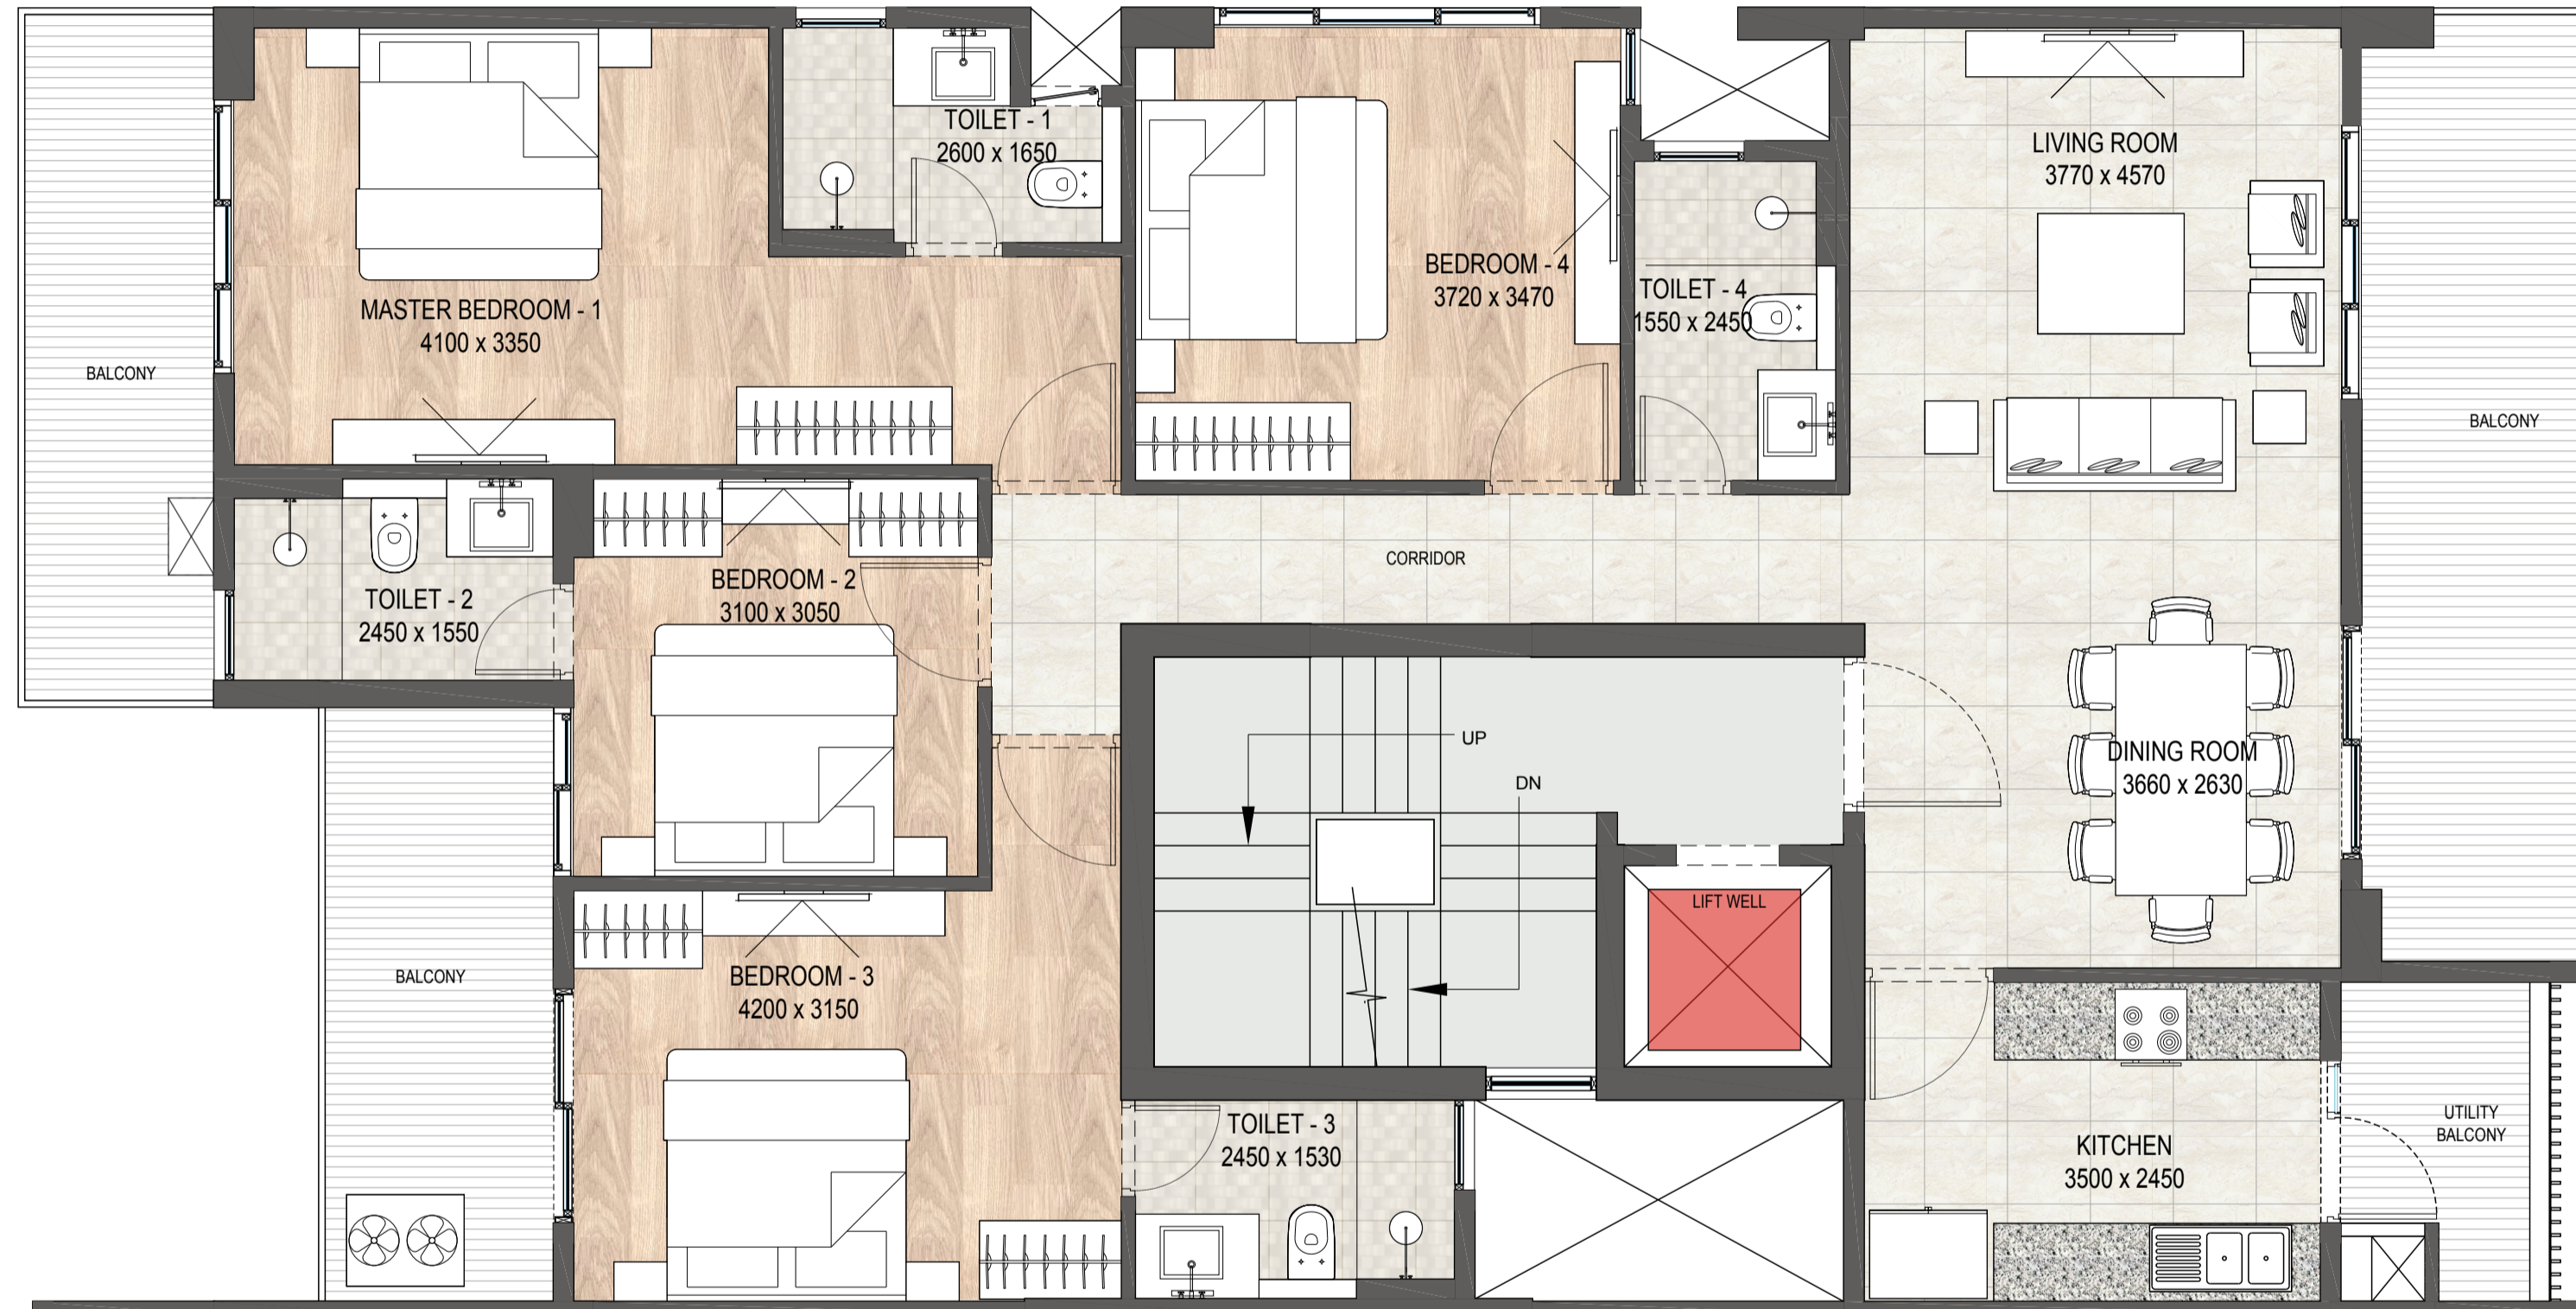 TOILET - 1
2600 x 1650
LIVING ROOM
3770 x 4570
BEDROOM - 4
3720 x 3470
TOILET - 4
1550 x 2450
MASTER BEDROOM - 1
4100 x 3350
BALCONY
BALCONY
CORRIDOR
BEDROOM - 2
3100 x 3050
TOILET - 2
2450 x 1550
UP
DN
DINING ROOM
3660 x 2630
LIFT WELL
BALCONY
BEDROOM - 3
4200 x 3150
TOILET - 3
2450 x 1530
KITCHEN
3500 x 2450
UTILITY
BALCONY